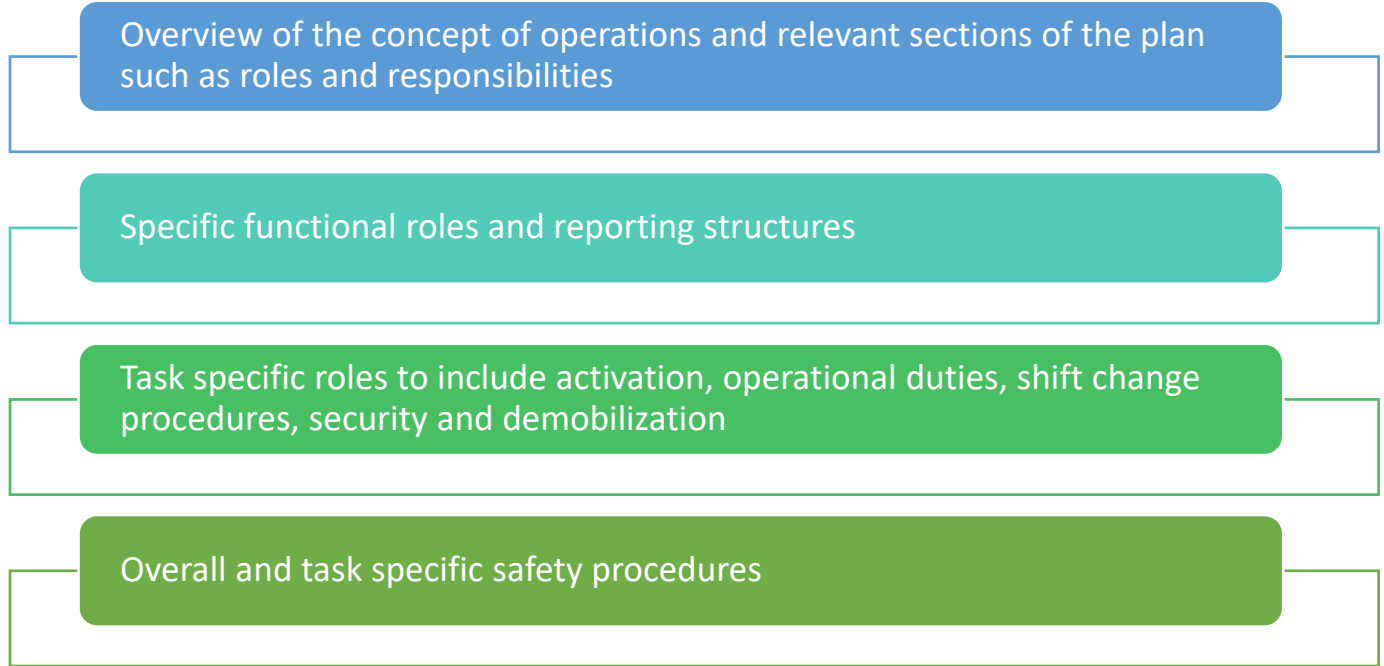 Overview of the concept of operations and relevant sections of the plan
such as roles and responsibilities
Specific functional roles and reporting structures
Task specific roles to include activation, operational duties, shift change
procedures, security and demobilization
Overall and task specific safety procedures